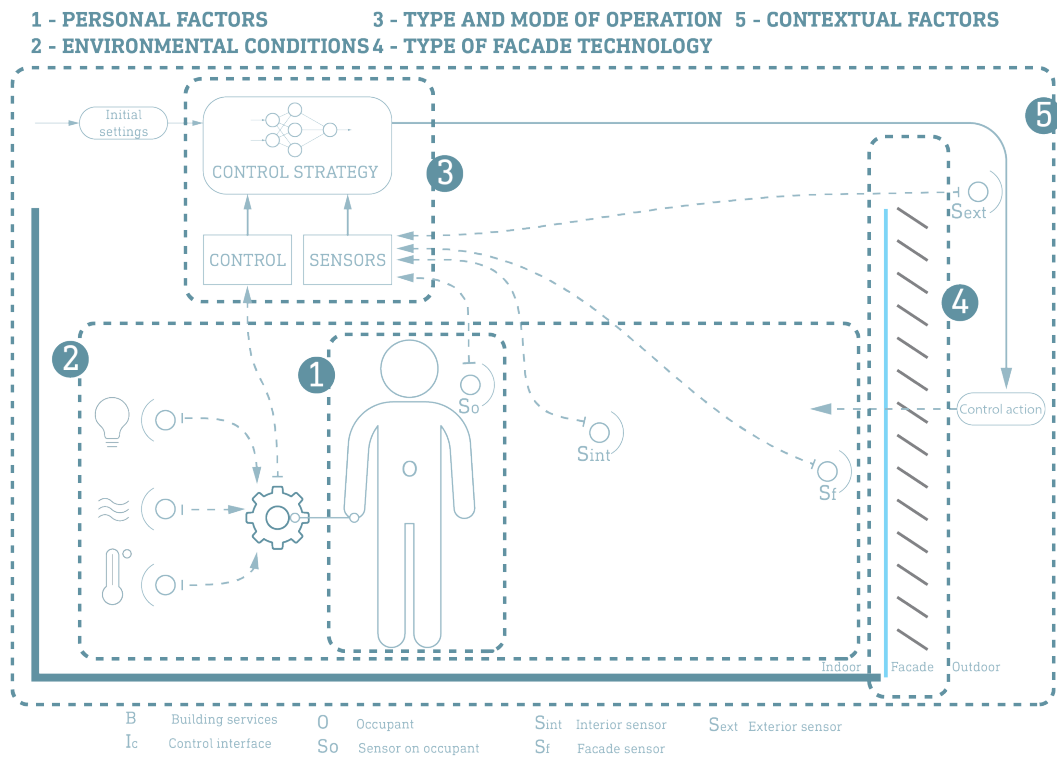 1 - PERSONAL FACTORS
2 - ENVIRONMENTAL CONDITIONS
3 - TYPE AND MODE OF OPERATION
4 - TYPE OF FACADE TECHNOLOGY
5 - CONTEXTUAL FACTORS
5
Initial
settings
CONTROL STRATEGY
3
Sext
CONTROL
SENSORS
4
2
1
So
Control action
O
Sint
Sf
Indoor
Facade
Outdoor
B Building services
Ic Control interface
O Occupant
So Sensor on occupant
Sint Interior sensor
Sf Facade sensor
Sext Exterior sensor